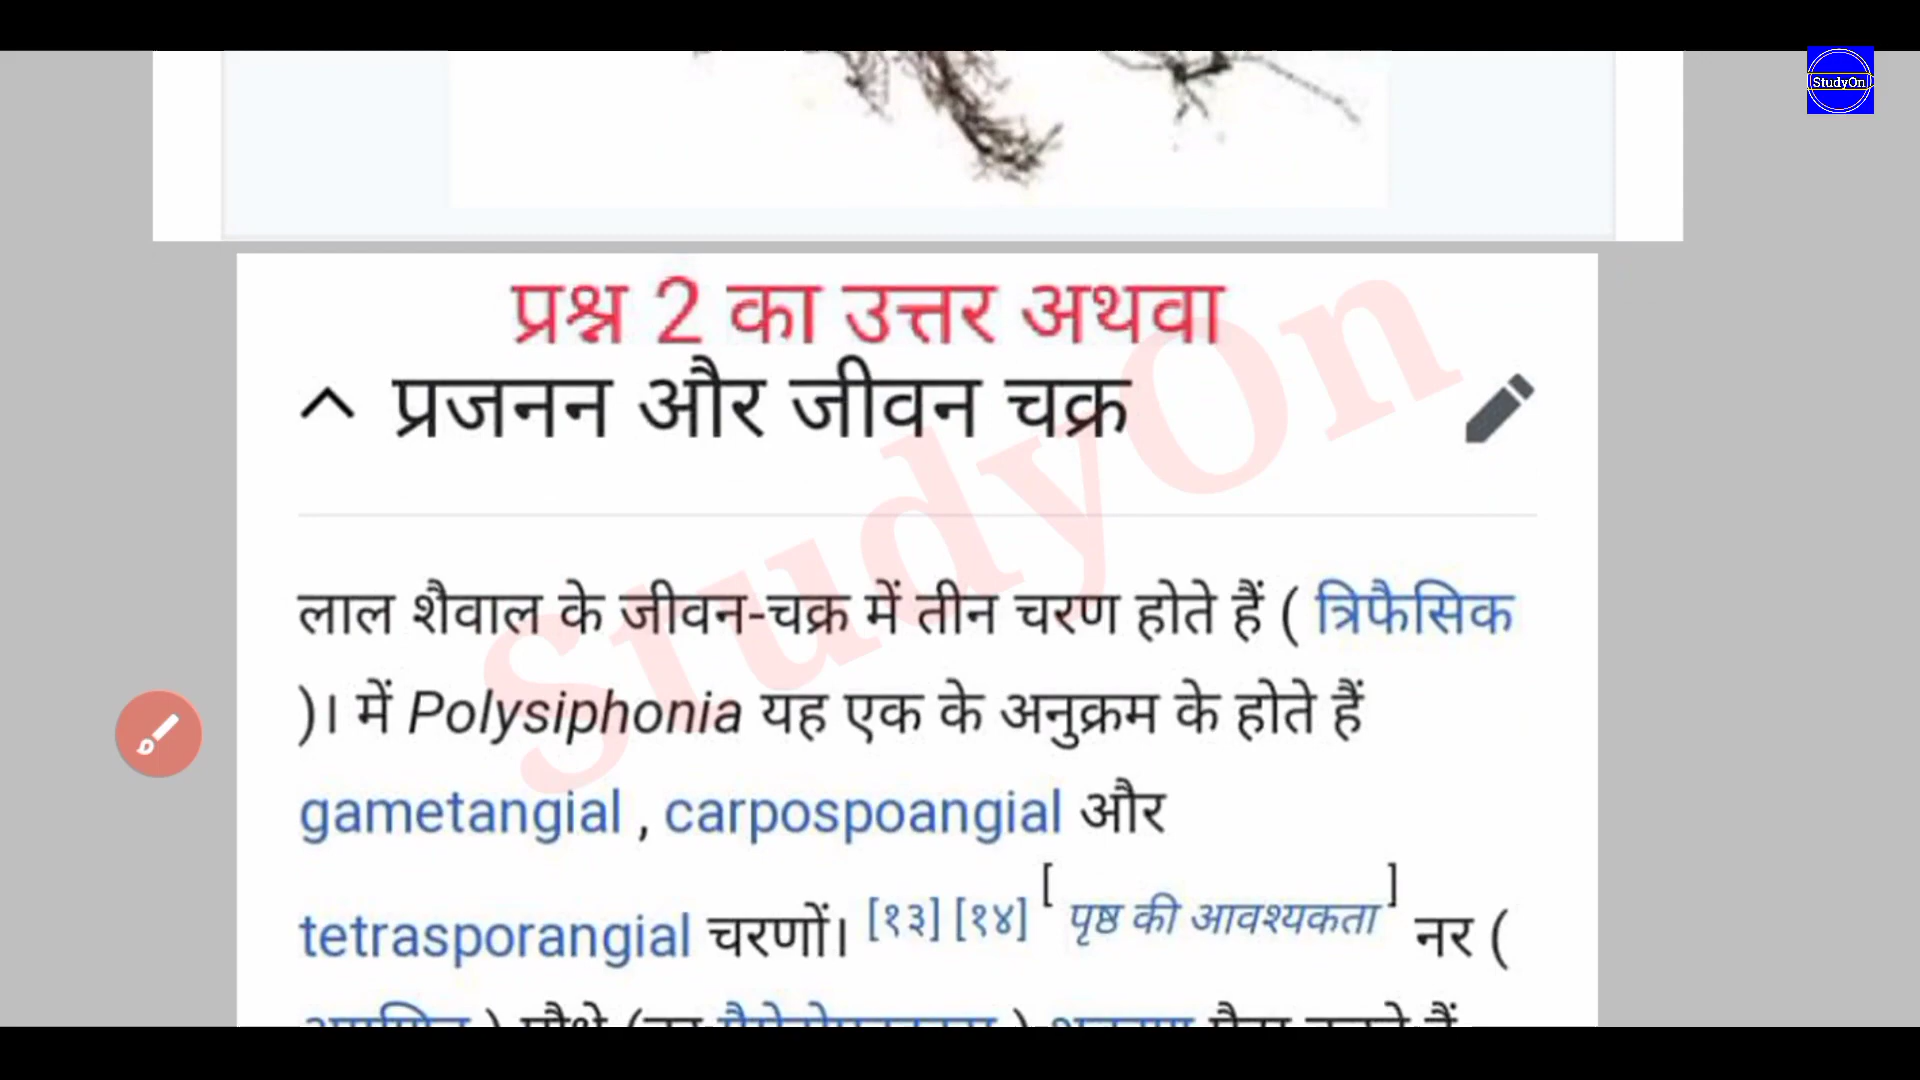 StudyOn
प्रश्न 2 का उत्तर अथवा
प्रजनन और जीवन चक्र
लाल शैवाल के जीवन-चक्र में तीन चरण होते हैं ( त्रिफैसिक
)। में Polysiphonia यह एक के अनुक्रम के होते हैं
gametangial , carpospoangial और
tetrasporangial चरणों। [१३] [१४] [ पृष्ठ की आवश्यकता ] नर (
StudyOn